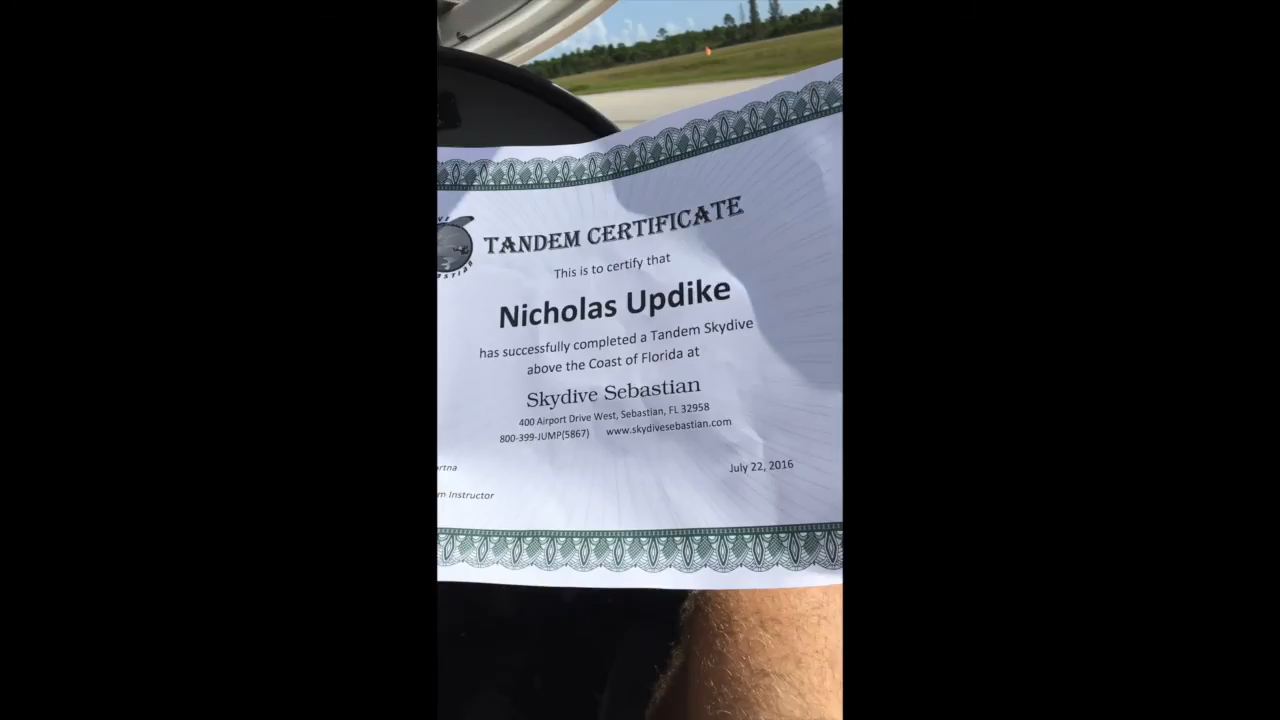 TANDEM CERTIFICATE
This is to certify that
Nicholas Updike
has successfully completed a Tandem Skydive
above the Coast of Florida at
Skydive Sebastian
400 Airport Drive West, Sebastian, FL 32958
800-399-JUMP(5867) www.skydivesebastian.com
July 22, 2016
Instructor